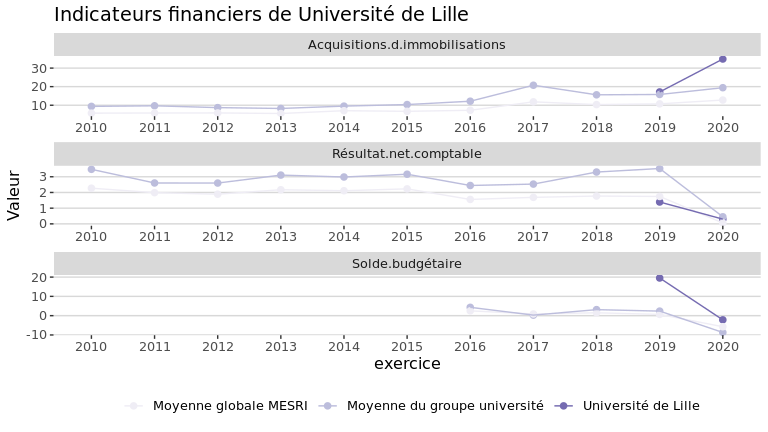 Indicateurs financiers de Université de Lille
Acquisitions.d.immobilisations
30
20
10
2010 2011 2012 2013 2014 2015 2016 2017 2018 2019 2020
Résultat.net.comptable
3
2
1
0
2010 2011 2012 2013 2014 2015 2016 2017 2018 2019 2020
Valeur
Solde.budgétaire
20
10
0
-10
2010 2011 2012 2013 2014 2015 2016 2017 2018 2019 2020
exercice
Moyenne globale MESRI Moyenne du groupe université Université de Lille